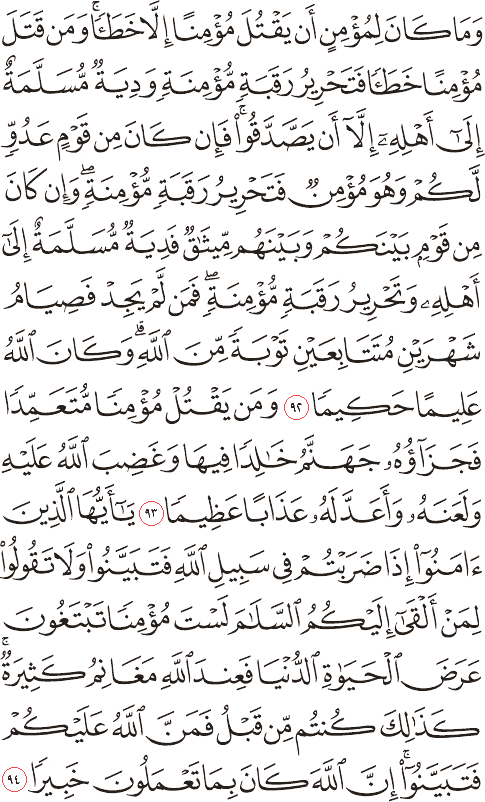 وَمَا كَانَ لِمُؤْمِنٍ أَن يَقْتُلَ مُؤْمِنًا إِلَّا خَطَـًٔا ۚ وَمَن قَتَلَ
مُؤْمِنًا خَطَـًٔا فَتَحْرِيرُ رَقَبَةٍ مُّؤْمِنَةٍ وَدِيَةٌ مُّسَلَّمَةٌ
إِلَىٰٓ أَهْلِهِۦٓ إِلَّآ أَن يَصَّدَّقُوا۟ ۚ فَإِن كَانَ مِن قَوْمٍ عَدُوٍّ
لَّكُمْ وَهُوَ مُؤْمِنٌ فَتَحْرِيرُ رَقَبَةٍ مُّؤْمِنَةٍ ۖ وَإِن كَانَ
مِن قَوْمٍۭ بَيْنَكُمْ وَبَيْنَهُم مِّيثَـٰقٌ فَدِيَةٌ مُّسَلَّمَةٌ إِلَىٰٓ
أَهْلِهِۦ وَتَحْرِيرُ رَقَبَةٍ مُّؤْمِنَةٍ ۖ فَمَن لَّمْ يَجِدْ فَصِيَامُ
شَهْرَيْنِ مُتَتَابِعَيْنِ تَوْبَةً مِّنَ ٱللَّهِ ۗ وَكَانَ ٱللَّهُ
عَلِيمًا حَكِيمًا ٩٢ وَمَن يَقْتُلْ مُؤْمِنًا مُّتَعَمِّدًا
فَجَزَآؤُهُۥ جَهَنَّمُ خَـٰلِدًا فِيهَا وَغَضِبَ ٱللَّهُ عَلَيْهِ
وَلَعَنَهُۥ وَأَعَدَّ لَهُۥ عَذَابًا عَظِيمًا ٩٣ يَـٰٓأَيُّهَا ٱلَّذِينَ
ءَامَنُوٓا۟ إِذَا ضَرَبْتُمْ فِى سَبِيلِ ٱللَّهِ فَتَبَيَّنُوا۟ وَلَا تَقُولُوا۟
لِمَنْ أَلْقَىٰٓ إِلَيْكُمُ ٱلسَّلَـٰمَ لَسْتَ مُؤْمِنًا تَبْتَغُونَ
عَرَضَ ٱلْحَيَوٰةِ ٱلدُّنْيَا فَعِندَ ٱللَّهِ مَغَانِمُ كَثِيرَةٌ ۚ
كَذَٰلِكَ كُنتُم مِّن قَبْلُ فَمَنَّ ٱللَّهُ عَلَيْكُمْ
فَتَبَيَّنُوٓا۟ ۚ إِنَّ ٱللَّهَ كَانَ بِمَا تَعْمَلُونَ خَبِيرًا ٩٤